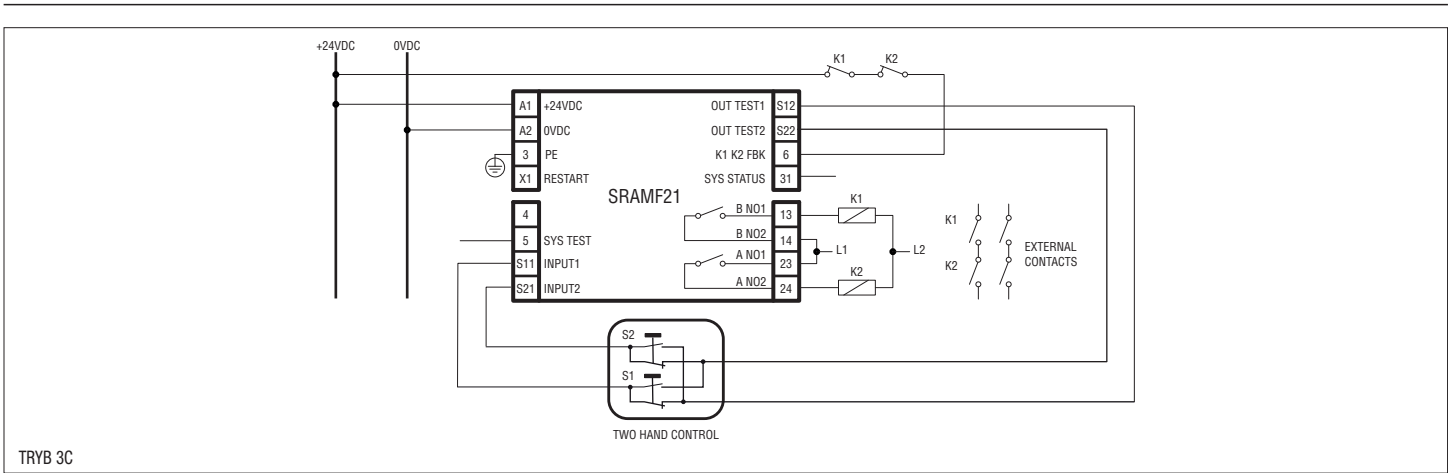 +24VDC 0VDC
K1 K2
A1 +24VDC OUT TEST1 S12
A2 0VDC OUT TEST2 S22
3 PE K1 K2 FBK 6
X1 RESTART SYS STATUS 31
SRAMF21
4 B NO1 13 K1
5 SYS TEST B NO2 14 L1 L2
S11 INPUT1 A NO1 23
S21 INPUT2 A NO2 24 K2
K1
K2
EXTERNAL
CONTACTS
S2
S1
TWO HAND CONTROL
TRYB 3C